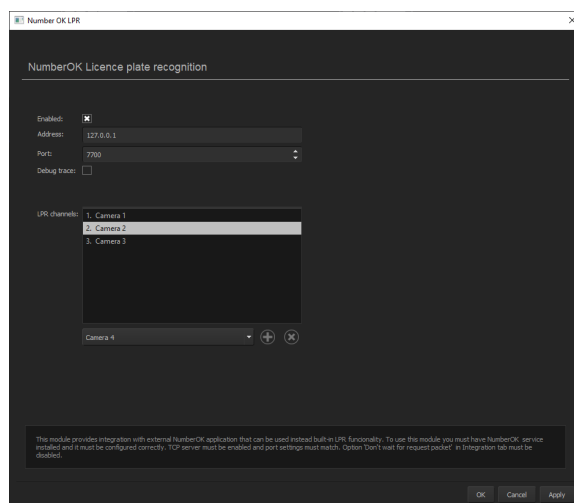 Number OK LPR
NumberOK Licence plate recognition
Enabled:
Address: 127.0.0.1
Port: 7700
Debug trace:
LPR channels: 1. Camera 1
2. Camera 2
3. Camera 3
Camera 4
This module provides integration with external NumberOK application that can be used instead built-in LPR funcionality. To use this module you must have NumberOK service
installed and it must be configured correctly. TCP server must be enabled and port settings must match. Option 'Don't wait for request packet' in Integration tab must be
disabled.
OK Cancel Apply